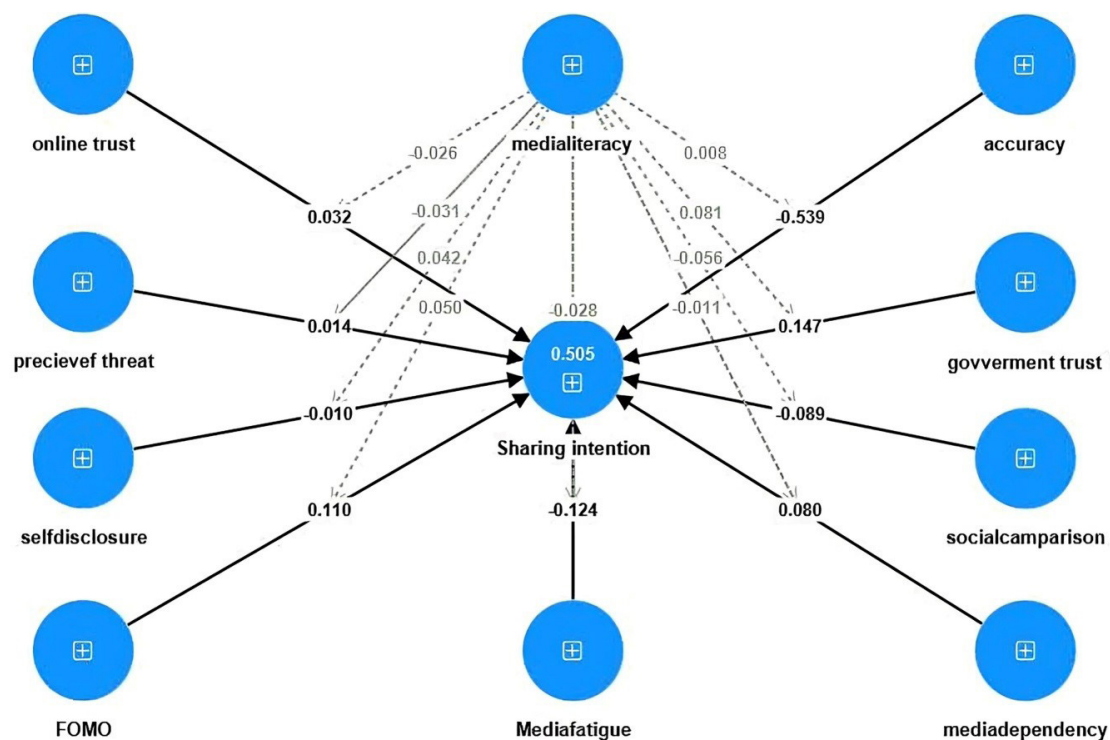 online trust
medialiteracy
accuracy
-0.026
0.008
-0.031
0.081
0.032
-0.539
0.042
-0.056
0.050
-0.028
-0.011
0.014
0.147
precievef threat
0.505
govverment trust
-0.010
-0.089
Sharing intention
selfdisclosure
socialcamparison
0.110
-0.124
0.080
FOMO
Mediafatigue
mediadependency